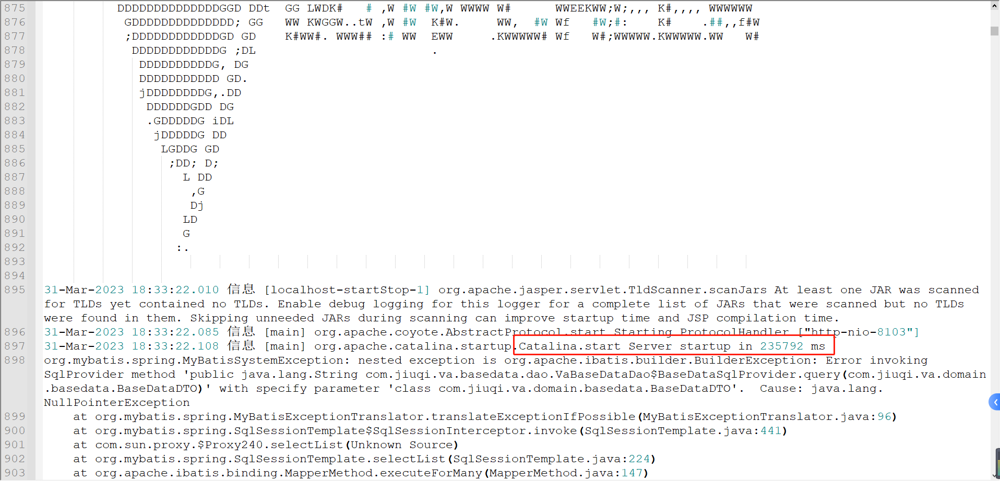 875 DDDDDDDDDDDDDDGGD DDt GG LWDK# # ,W #W #W,W WWWW W# WWEEKWW;W;,,, K#,,,, WWWWWW
876 GDDDDDDDDDDDDDD; GG WW KWGGW..tW ,W #W K#W. WW, #W Wf #W;#: K# .##,,f#W
877 ;DDDDDDDDDDDDGD GD K#WW#. WWW## :# WW EWW .KWWWWW# Wf W#;WWWWW.KWWWWW.WW W#
878 DDDDDDDDDDDDG ;DL .
879 DDDDDDDDDDG, DG
880 DDDDDDDDDDD GD.
881 jDDDDDDDDG,.DD
882 DDDDDDGDD DG
883 .GDDDDDG iDL
884 jDDDDDG DD
885 LGDDG GD
886 ;DD; D;
887 L DD
888 ,G
889 Dj
890 LD
891 G
892 :.
893
894
895 31-Mar-2023 18:33:22.010 信息 [localhost-startStop-1] org.apache.jasper.servlet.TldScanner.scanJars At least one JAR was scanned
for TLDs yet contained no TLDs. Enable debug logging for this logger for a complete list of JARs that were scanned but no TLDs
were found in them. Skipping unneeded JARs during scanning can improve startup time and JSP compilation time.
896 31-Mar-2023 18:33:22.085 信息 [main] org.apache.coyote.AbstractProtocol.start Starting ProtocolHandler ["http-nio-8103"]
897 31-Mar-2023 18:33:22.108 信息 [main] org.apache.catalina.startup.Catalina.start Server startup in 235792 ms
898 org.mybatis.spring.MyBatisSystemException: nested exception is org.apache.ibatis.builder.BuilderException: Error invoking
SqlProvider method 'public java.lang.String com.jiuqi.va.basedata.dao.VaBaseDataDao$BaseDataSqlProvider.query(com.jiuqi.va.domain
.basedata.BaseDataDTO)' with specify parameter 'class com.jiuqi.va.domain.basedata.BaseDataDTO'. Cause: java.lang.
NullPointerException
899 at org.mybatis.spring.MyBatisExceptionTranslator.translateExceptionIfPossible(MyBatisExceptionTranslator.java:96)
900 at org.mybatis.spring.SqlSessionTemplate$SqlSessionInterceptor.invoke(SqlSessionTemplate.java:441)
901 at com.sun.proxy.$Proxy240.selectList(Unknown Source)
902 at org.mybatis.spring.SqlSessionTemplate.selectList(SqlSessionTemplate.java:224)
903 at org.apache.ibatis.binding.MapperMethod.executeForMany(MapperMethod.java:147)